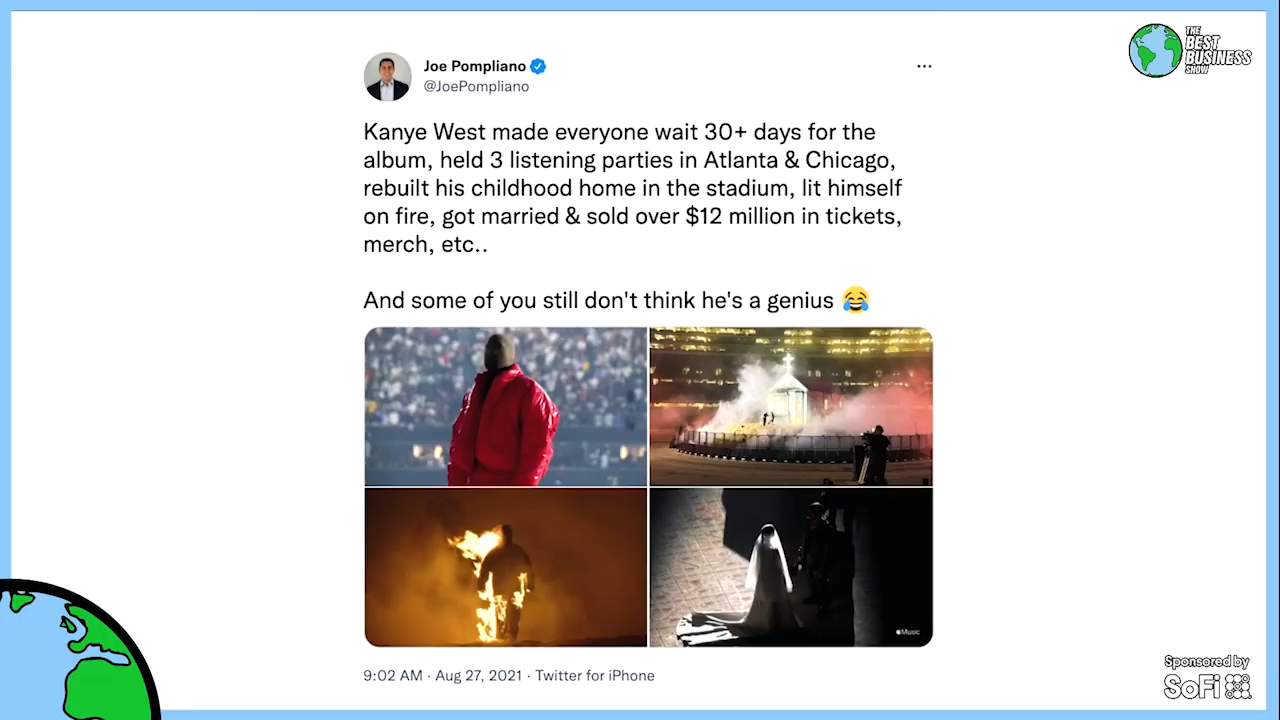 THE
BEST
BUSINESS
SHOW
Joe Pompliano
@JoePompliano
Kanye West made everyone wait 30+ days for the
album, held 3 listening parties in Atlanta & Chicago,
rebuilt his childhood home in the stadium, lit himself
on fire, got married & sold over $12 million in tickets,
merch, etc..
And some of you still don't think he's a genius 😂
Music
9:02 AM · Aug 27, 2021 · Twitter for iPhone
Sponsored by
SoFi